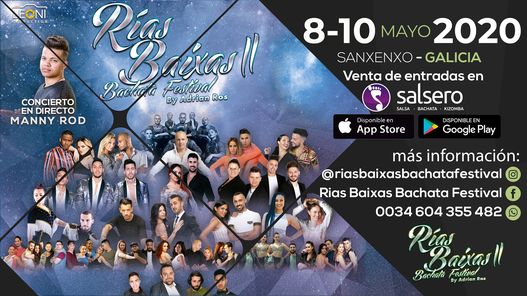 LEONI
Rías
Baixas II
Bachata Festival
By Adrian Ros
CONCIERTO
EN DIRECTO
MANNY ROD
8-10 MAYO 2020
SANXENXO - GALICIA
Venta de entradas en
salsero
SALSA BACHATA KIZOMBA
Disponible en
App Store
DISPONIBLE EN
Google Play
más información:
@riasbaixasbachatafestival
Rias Baixas Bachata Festival
0034 604 355 482
Rías
Baixas II
Bachata Festival
By Adrian Ros